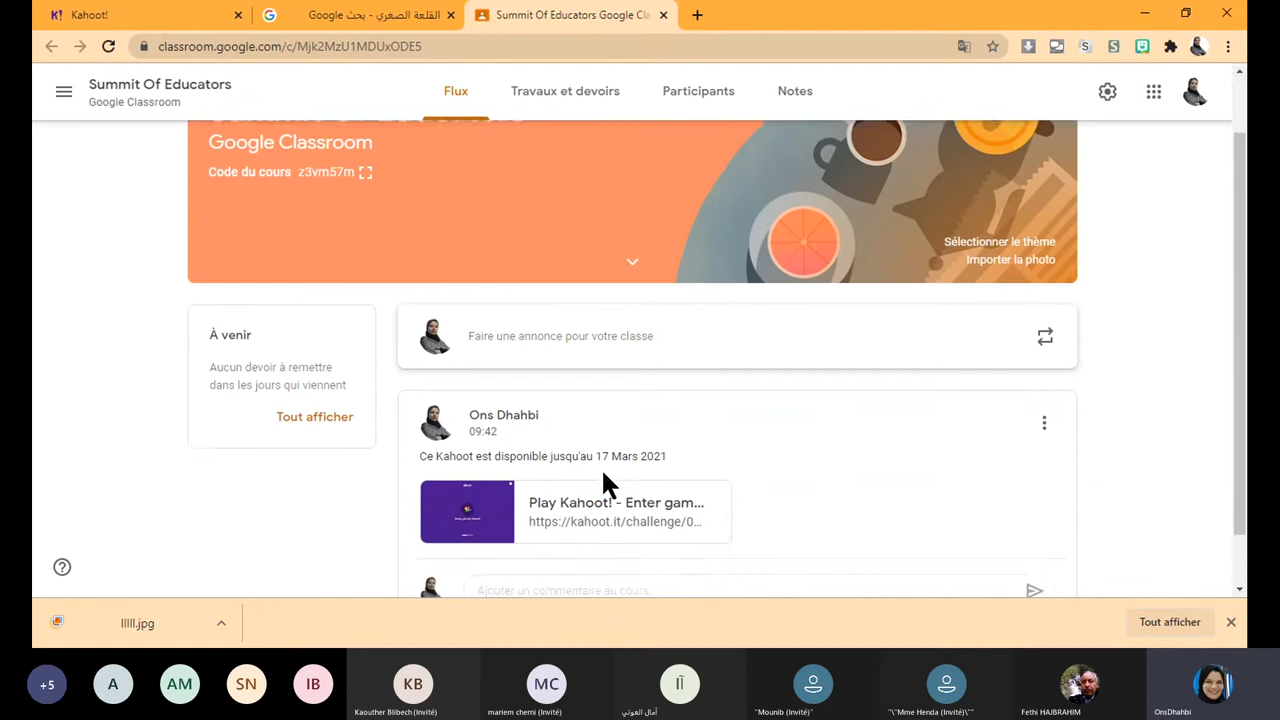 Kahoot!
القلعة الصغري - بحث Google
Summit Of Educators Google Cla
classroom.google.com/c/Mjk2MzU1MDUxODE5
Summit Of Educators
Google Classroom
Flux
Travaux et devoirs
Participants
Notes
Google Classroom
Code du cours z3vm57m
Sélectionner le thème
Importer la photo
À venir
Aucun devoir à remettre
dans les jours qui viennent
Tout afficher
Faire une annonce pour votre classe
Ons Dhahbi
09:42
Ce Kahoot est disponible jusqu'au 17 Mars 2021
Play Kahoot! - Enter gam...
https://kahoot.it/challenge/0...
Ajouter un commentaire au cours.
lllll.jpg
Tout afficher
+5
A
AM
SN
IB
KB
MC
آا
Kaouther Blibech (Invité)
mariem cherni (Invité)
آمال العوني
"Mounib (Invité)"
"\"Mme Henda (Invité)\""
Fethi HAJBRAHIM
OnsDhahbi